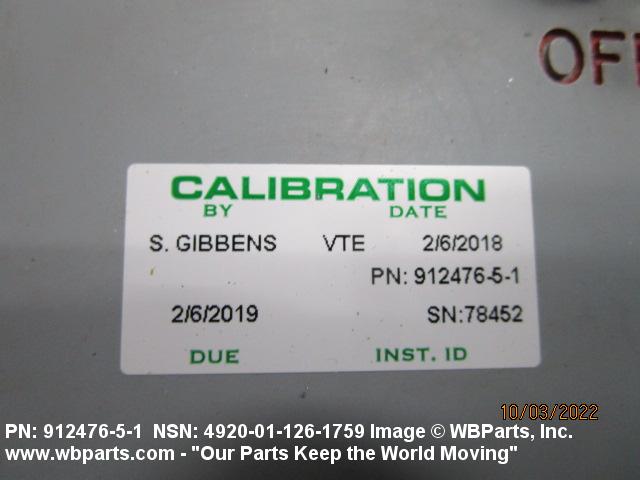 OF
CALIBRATION
BY DATE
S. GIBBENS VTE 2/6/2018
PN: 912476-5-1
2/6/2019 SN:78452
DUE INST. ID
10/03/2022
PN: 912476-5-1 NSN: 4920-01-126-1759 Image © WBParts, Inc.
www.wbparts.com - "Our Parts Keep the World Moving"